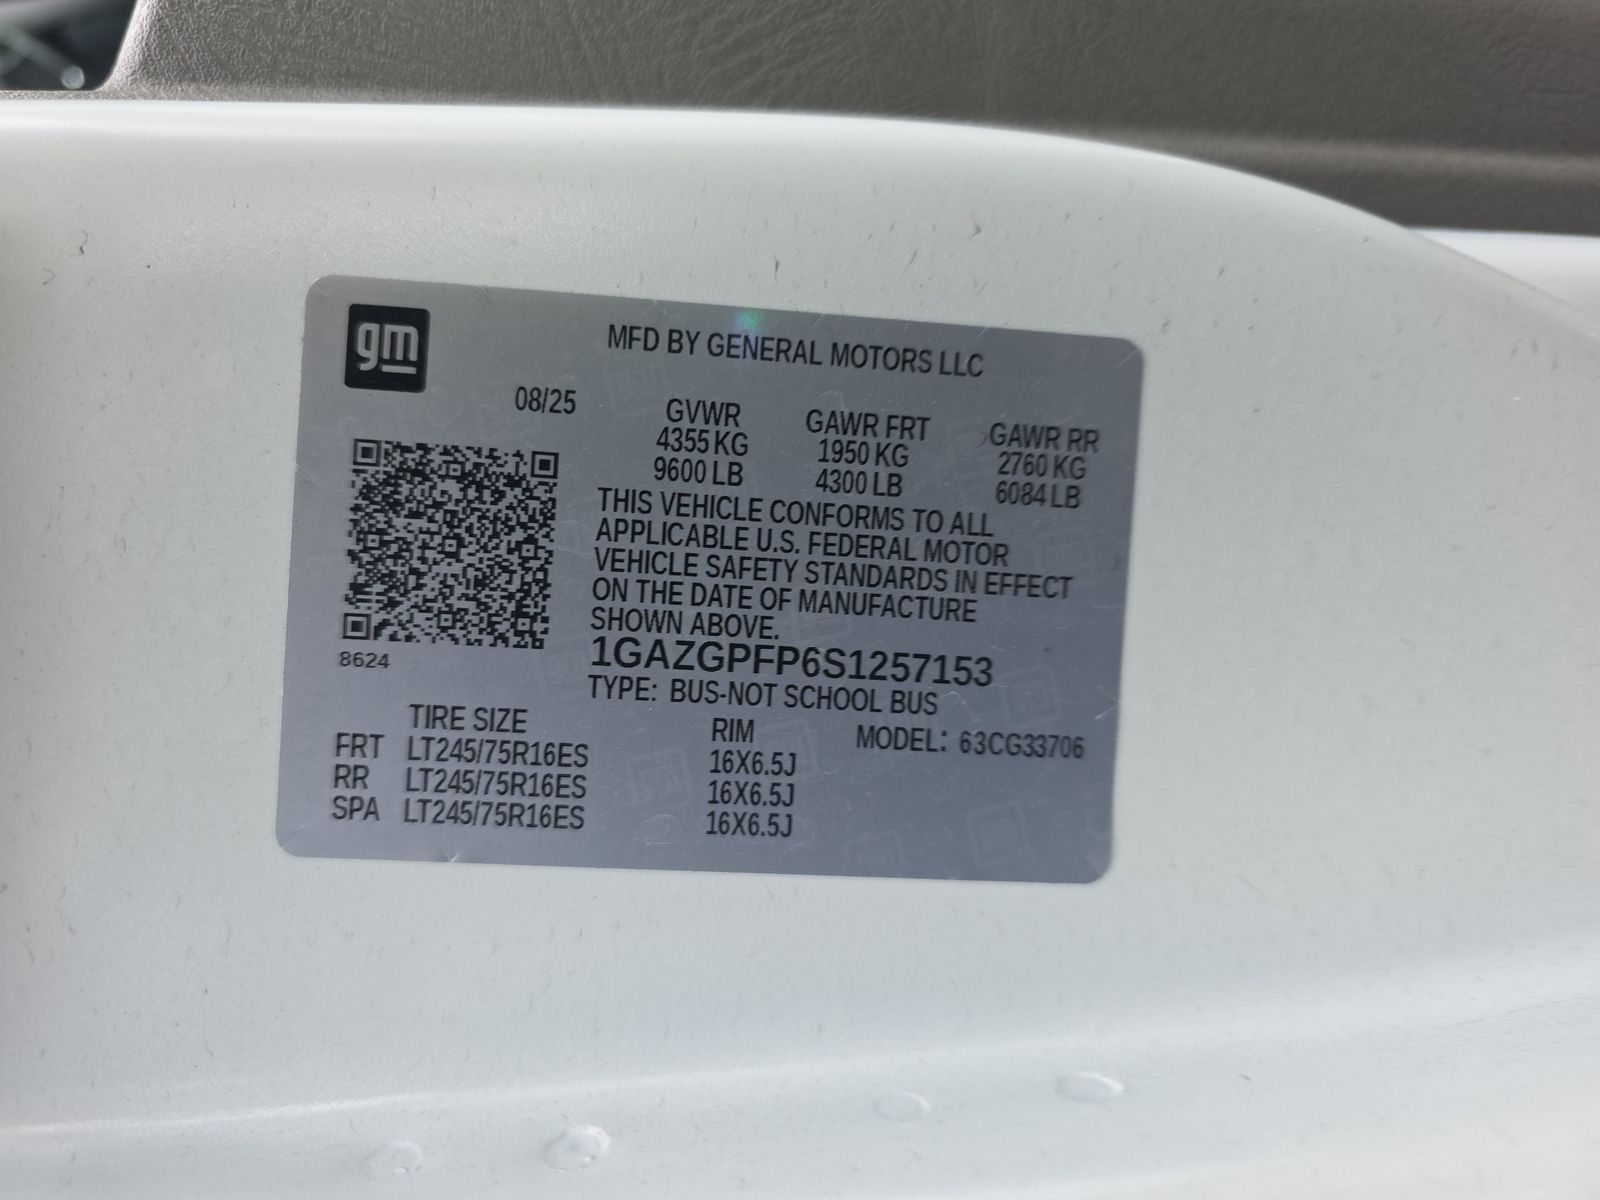 gm
MFD BY GENERAL MOTORS LLC
08/25
GVWR GAWR FRT GAWR RR
4355 KG 1950 KG 2760 KG
9600 LB 4300 LB 6084 LB
THIS VEHICLE CONFORMS TO ALL
APPLICABLE U.S. FEDERAL MOTOR
VEHICLE SAFETY STANDARDS IN EFFECT
ON THE DATE OF MANUFACTURE
SHOWN ABOVE.
8624
1GAZGPFP6S1257153
TYPE: BUS-NOT SCHOOL BUS
TIRE SIZE RIM MODEL: 63CG33706
FRT LT245/75R16ES 16X6.5J
RR LT245/75R16ES 16X6.5J
SPA LT245/75R16ES 16X6.5J